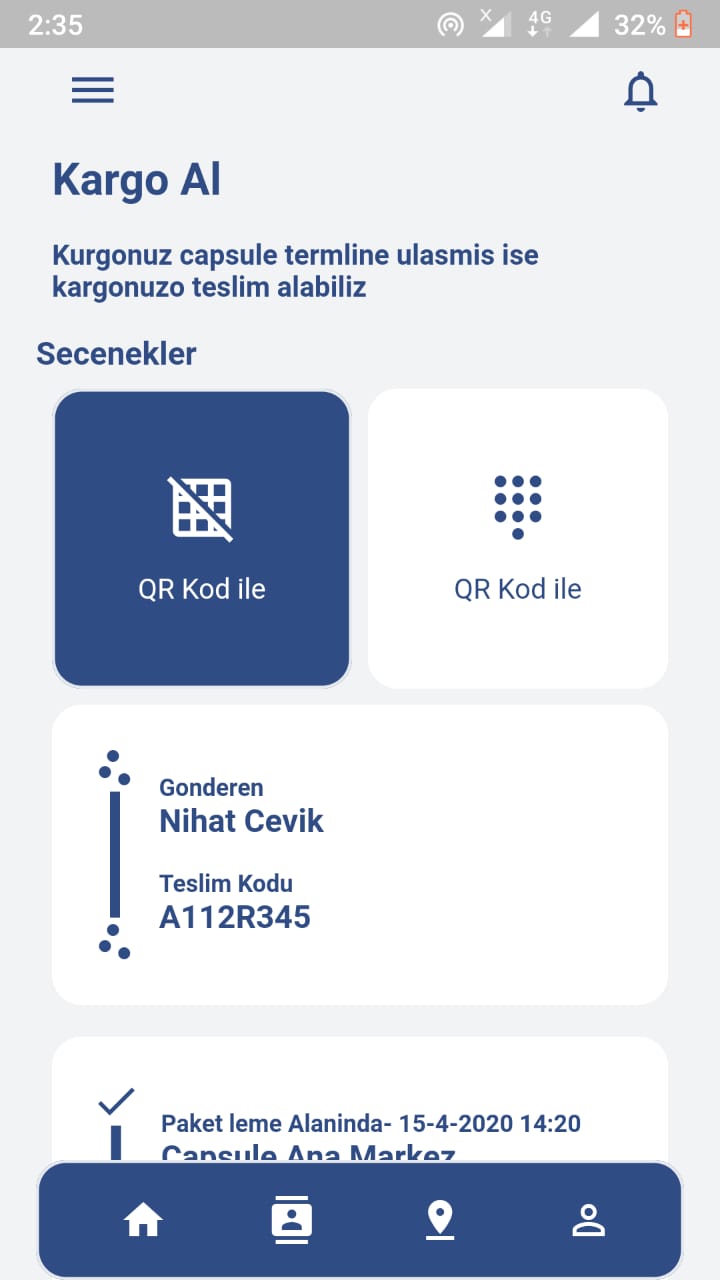 2:35
X 4G 32%
Kargo Al
Kurgonuz capsule termline ulasmis ise
kargonuzo teslim alabiliz
Secenekler
QR Kod ile
QR Kod ile
Gonderen
Nihat Cevik
Teslim Kodu
A112R345
Paket leme Alaninda- 15-4-2020 14:20
Capsule Ana Markez